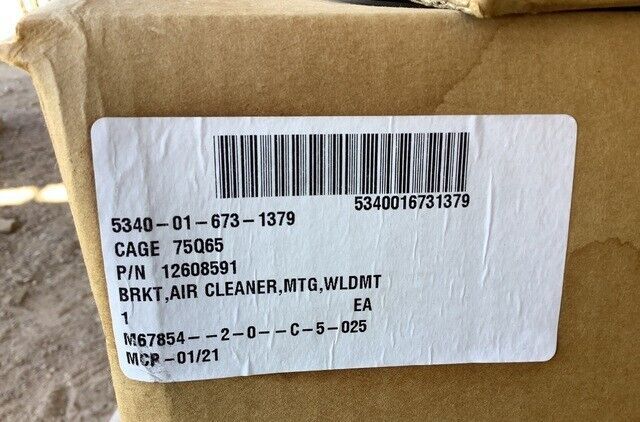 5340016731379
5340-01-673-1379
CAGE 75Q65
P/N 12608591
BRKT,AIR CLEANER,MTG,WLDMT
1 EA
M67854--2-0--C-5-025
MCP-01/21